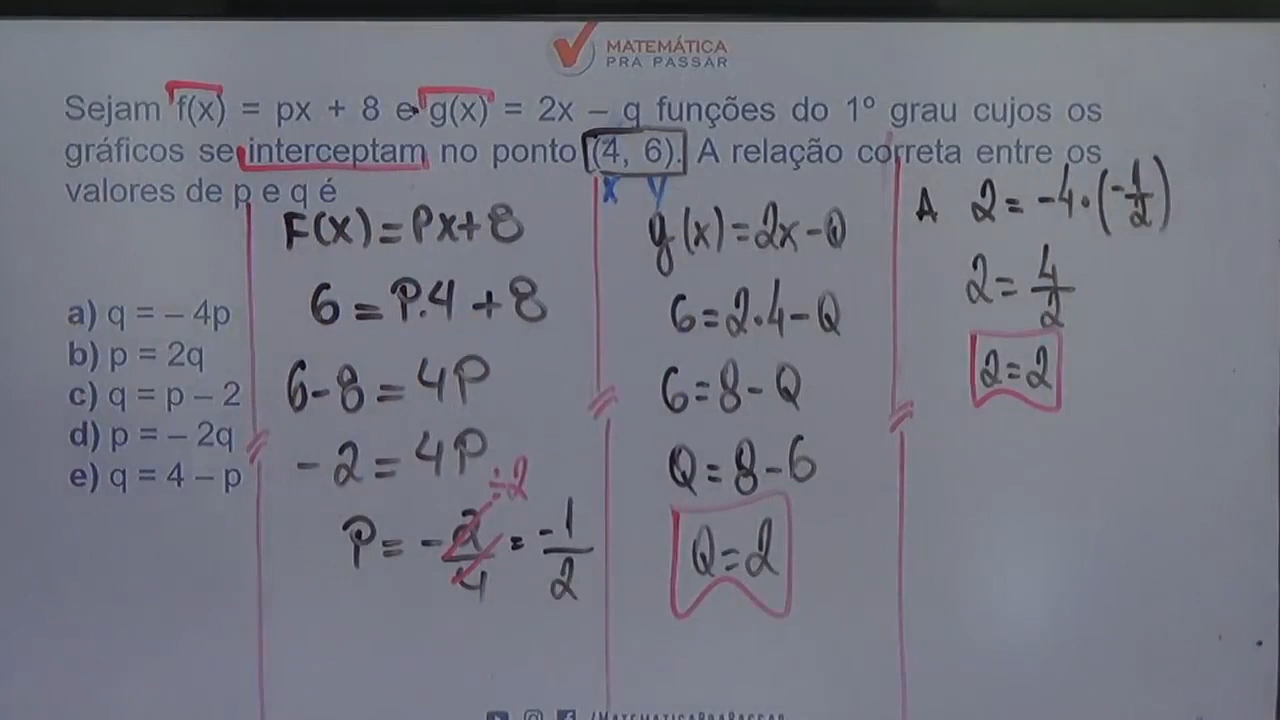 MATEMÁTICA
PRA PASSAR
Sejam f(x) = px + 8 e g(x) = 2x – q funções do 1º grau cujos os
gráficos se interceptam no ponto (4, 6). A relação correta entre os
valores de p e q é
x y
a) q = – 4p
b) p = 2q
c) q = p – 2
d) p = – 2q
e) q = 4 – p
F(x)=Px+8
6=P.4+8
6-8=4P
-2=4P
÷2
P=-2/4=-1/2
g(x)=2x-Q
6=2.4-Q
6=8-Q
Q=8-6
Q=2
A 2=-4.(-1/2)
2=4/2
2=2
/MATEMATICAPRAPASSAR